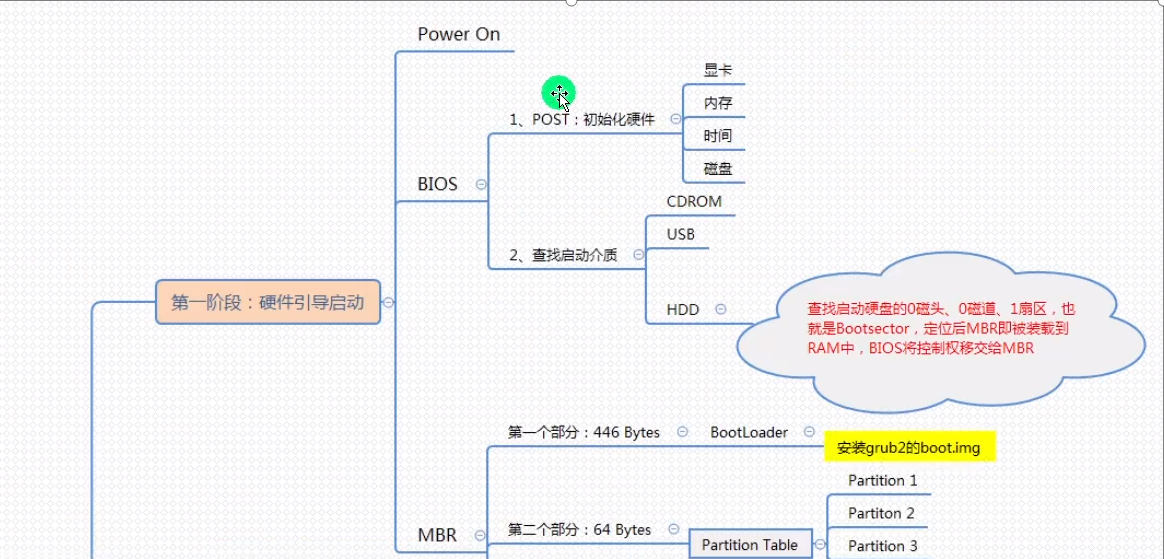 Power On
显卡
内存
1、POST：初始化硬件
时间
磁盘
BIOS
CDROM
USB
2、查找启动介质
HDD
第一阶段：硬件引导启动
查找启动硬盘的0磁头、0磁道、1扇区，也
就是Bootsector，定位后MBR即被装载到
RAM中，BIOS将控制权移交给MBR
第一个部分：446 Bytes
BootLoader
安装grub2的boot.img
Partition 1
Partiton 2
第二个部分：64 Bytes
MBR
Partition Table
Partition 3